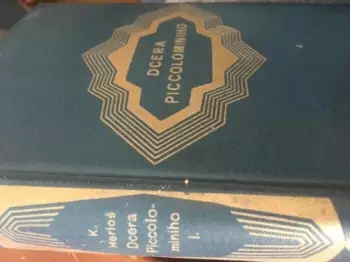 DCERA
PICCOLOMINIHO
K.
Herloš
Dcera
Piccolo-
miniho
I.